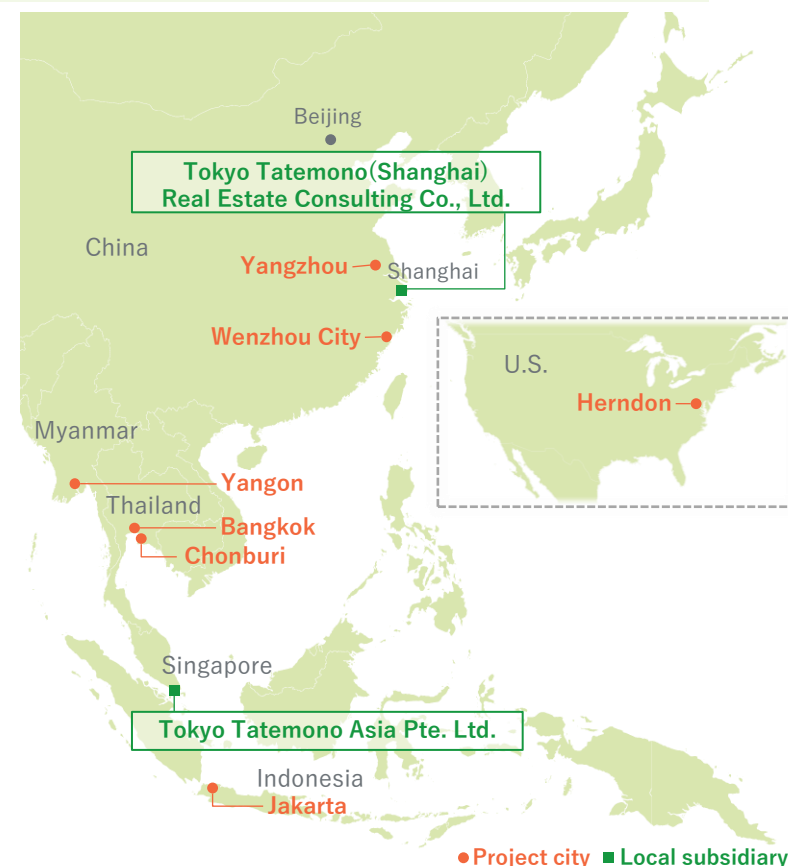 Beijing
Tokyo Tatemono(Shanghai)
Real Estate Consulting Co., Ltd.
China
Yangzhou
Shanghai
Wenzhou City
U.S.
Herndon
Myanmar
Yangon
Thailand
Bangkok
Chonburi
Singapore
Tokyo Tatemono Asia Pte. Ltd.
Indonesia
Jakarta
Project city Local subsidiary